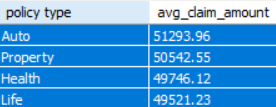 policy type avg_claim_amount
Auto 51293.96
Property 50542.55
Health 49746.12
Life 49521.23